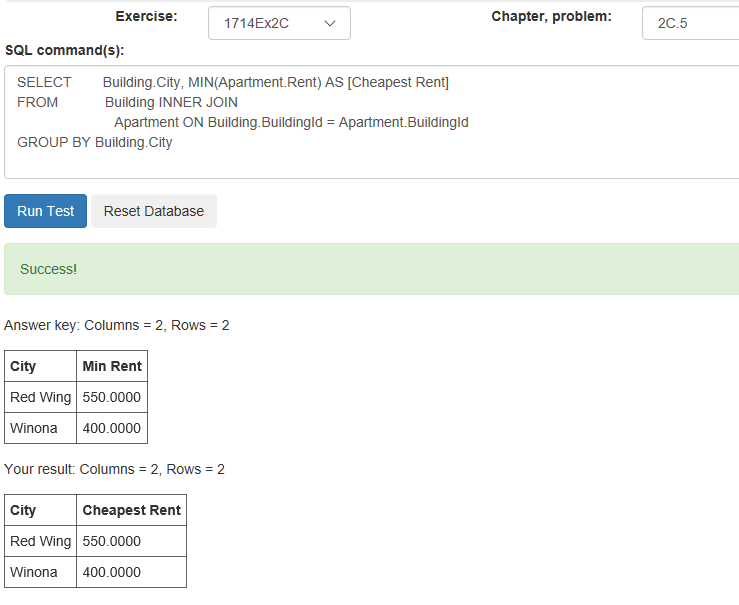 Exercise: 1714Ex2C Chapter, problem: 2C.5
SQL command(s):
SELECT Building.City, MIN(Apartment.Rent) AS [Cheapest Rent]
FROM Building INNER JOIN
Apartment ON Building.BuildingId = Apartment.BuildingId
GROUP BY Building.City
Run Test Reset Database
Success!
Answer key: Columns = 2, Rows = 2
City Min Rent
Red Wing 550.0000
Winona 400.0000
Your result: Columns = 2, Rows = 2
City Cheapest Rent
Red Wing 550.0000
Winona 400.0000